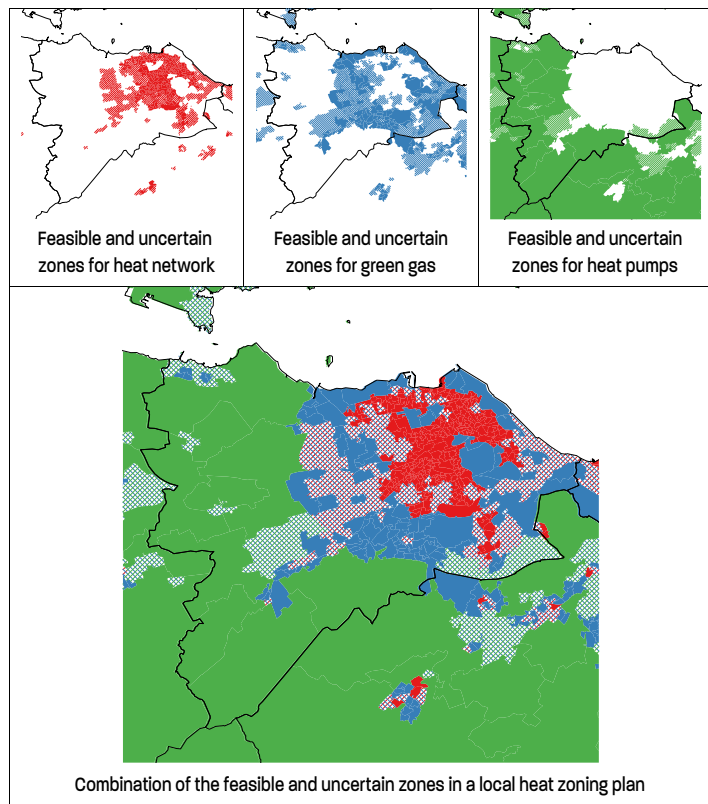 Feasible and uncertain
zones for heat network
Feasible and uncertain
zones for green gas
Feasible and uncertain
zones for heat pumps
Combination of the feasible and uncertain zones in a local heat zoning plan